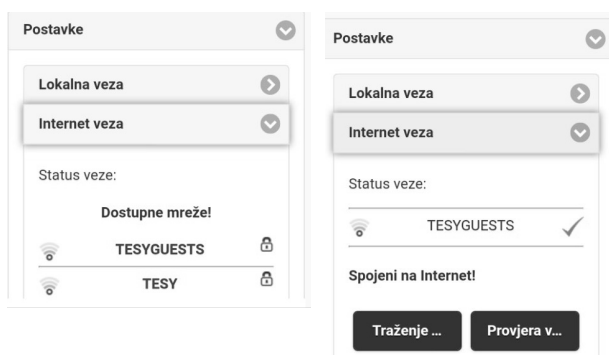 Postavke
Lokalna veza
Internet veza
Status veze:
Dostupne mreže!
TESYGUESTS
TESY
Postavke
Lokalna veza
Internet veza
Status veze:
TESYGUESTS
Spojeni na Internet!
Traženje ...
Provjera v...